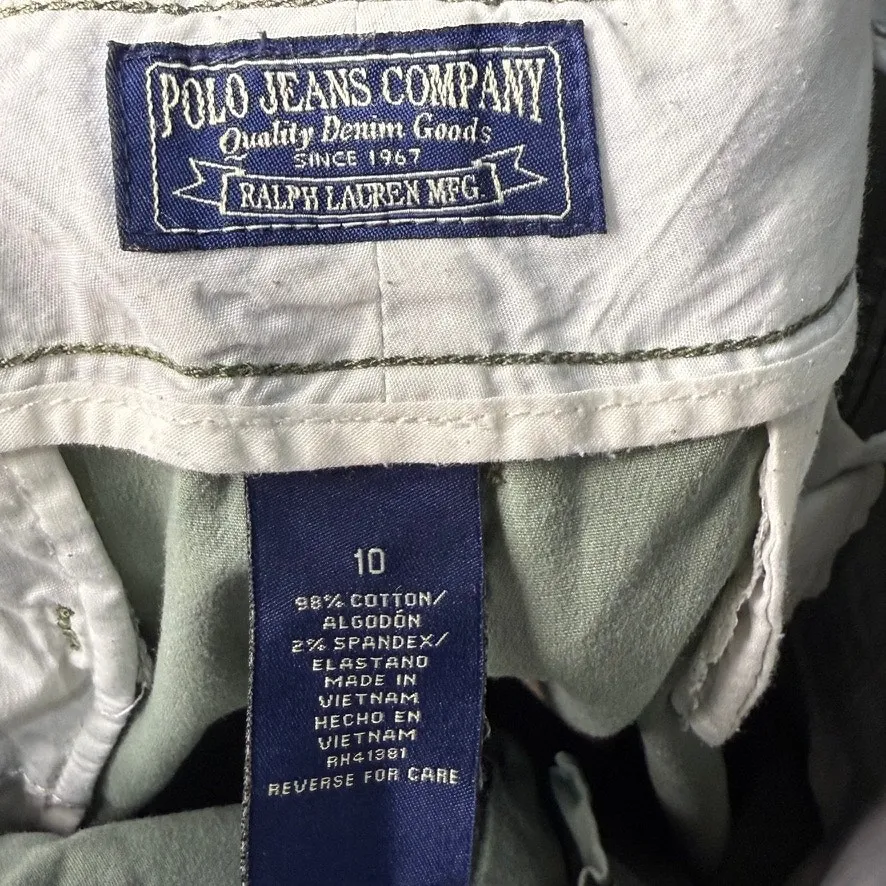 POLO JEANS COMPANY
Quality Denim Goods
SINCE 1967
RALPH LAUREN MFG.
10
98% COTTON/
ALGODÓN
2% SPANDEX/
ELASTANO
MADE IN
VIETNAM
HECHO EN
VIETNAM
RH41381
REVERSE FOR CARE